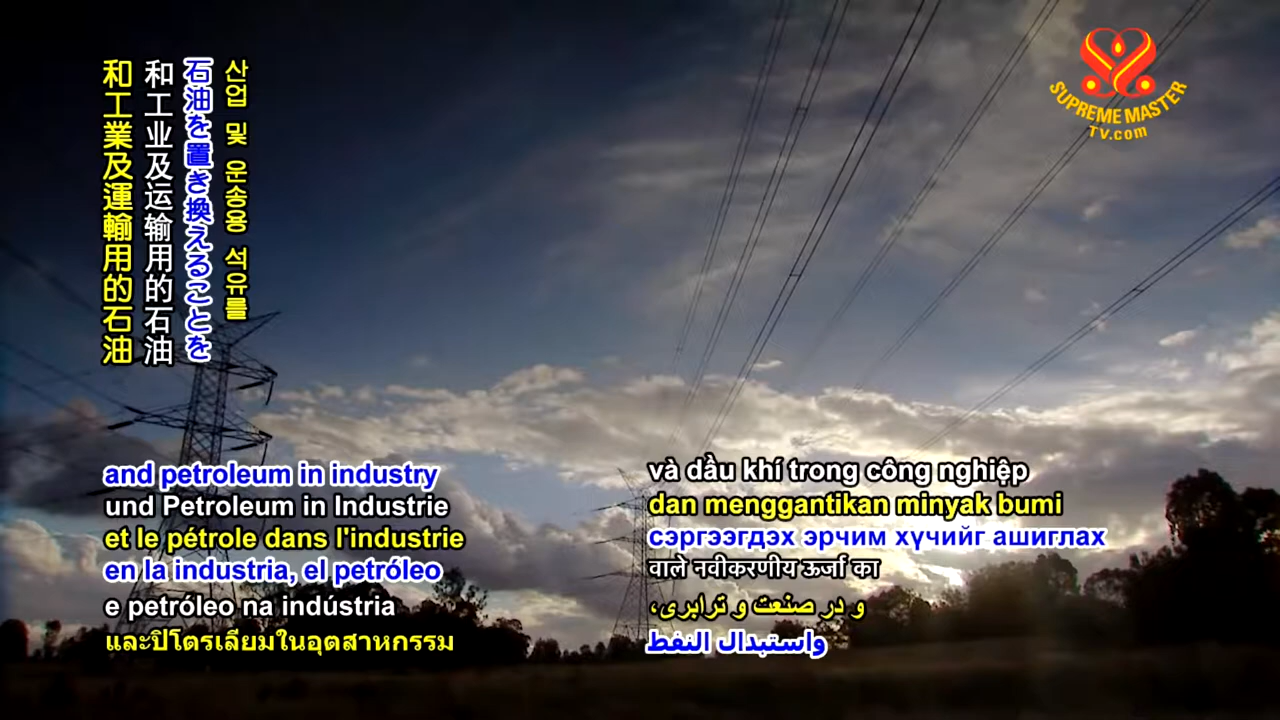 SUPREME MASTER
TV.com
和工業及運輸用的石油
和工业及运输用的石油
石油を置き換えることを
산업 및 운송용 석유를
and petroleum in industry
und Petroleum in Industrie
et le pétrole dans l'industrie
en la industria, el petróleo
e petróleo na indústria
และปิโตรเลียมในอุตสาหกรรม
và dầu khí trong công nghiệp
dan menggantikan minyak bumi
сэргээгдэх эрчим хүчийг ашиглах
वाले नवीकरणीय ऊर्जा का
و در صنعت و ترابری،
واستبدال النفط